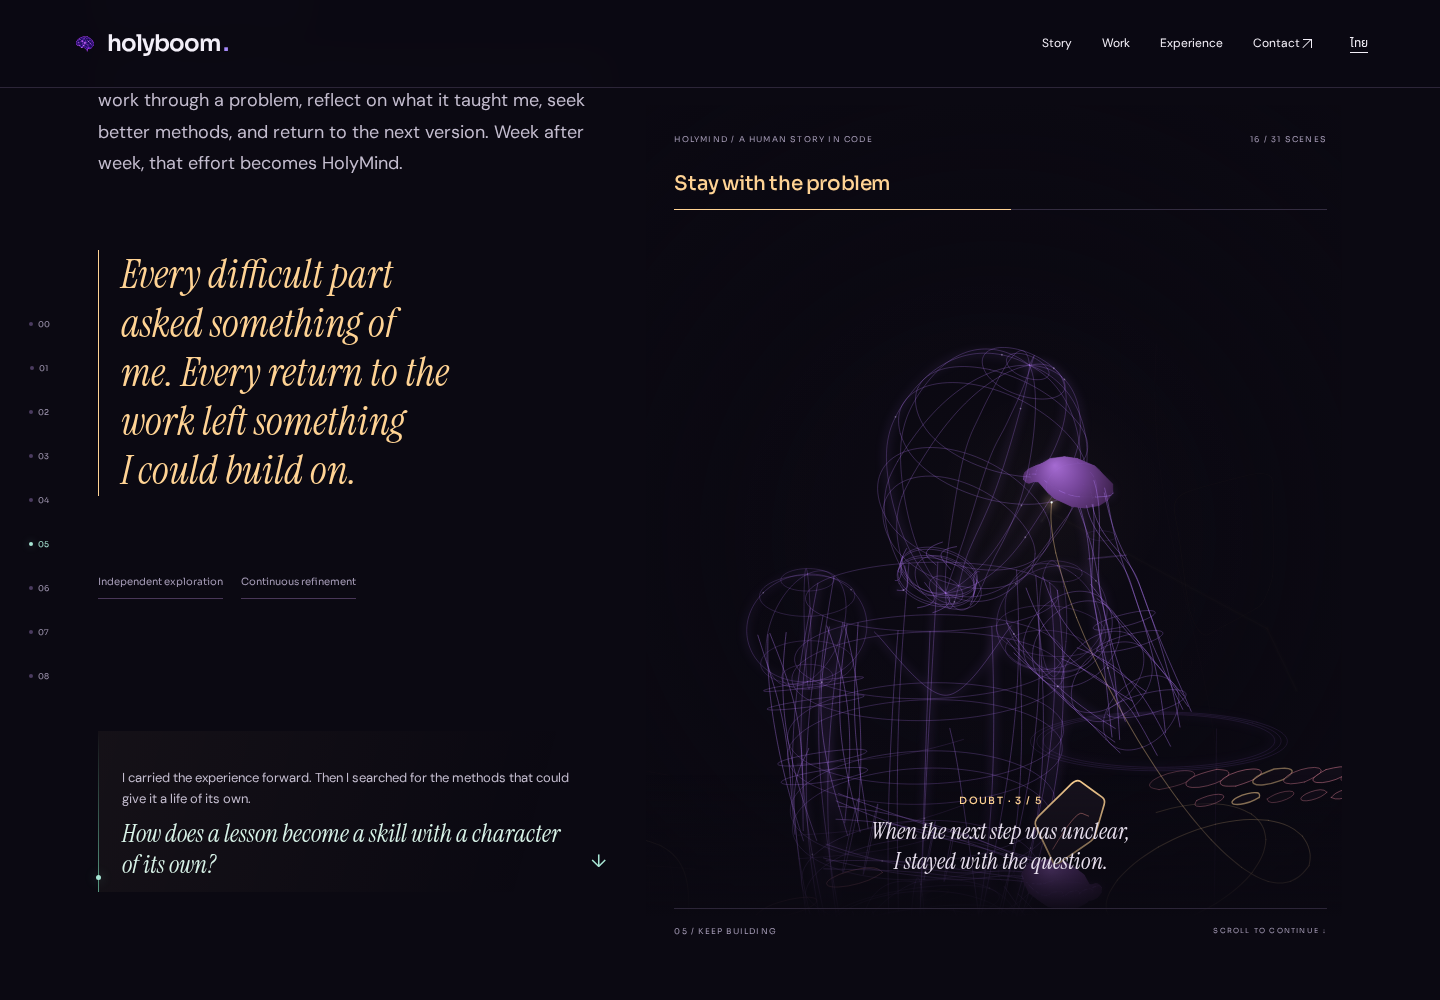 holyboom.
Story
Work
Experience
Contact
ไทย
work through a problem, reflect on what it taught me, seek
better methods, and return to the next version. Week after
week, that effort becomes HolyMind.
Every difficult part
asked something of
me. Every return to the
work left something
I could build on.
00
01
02
03
04
05
06
07
08
Independent exploration
Continuous refinement
I carried the experience forward. Then I searched for the methods that could
give it a life of its own.
How does a lesson become a skill with a character
of its own?
HOLYMIND / A HUMAN STORY IN CODE
16 / 31 SCENES
Stay with the problem
DOUBT · 3 / 5
When the next step was unclear,
I stayed with the question.
05 / KEEP BUILDING
SCROLL TO CONTINUE ↓